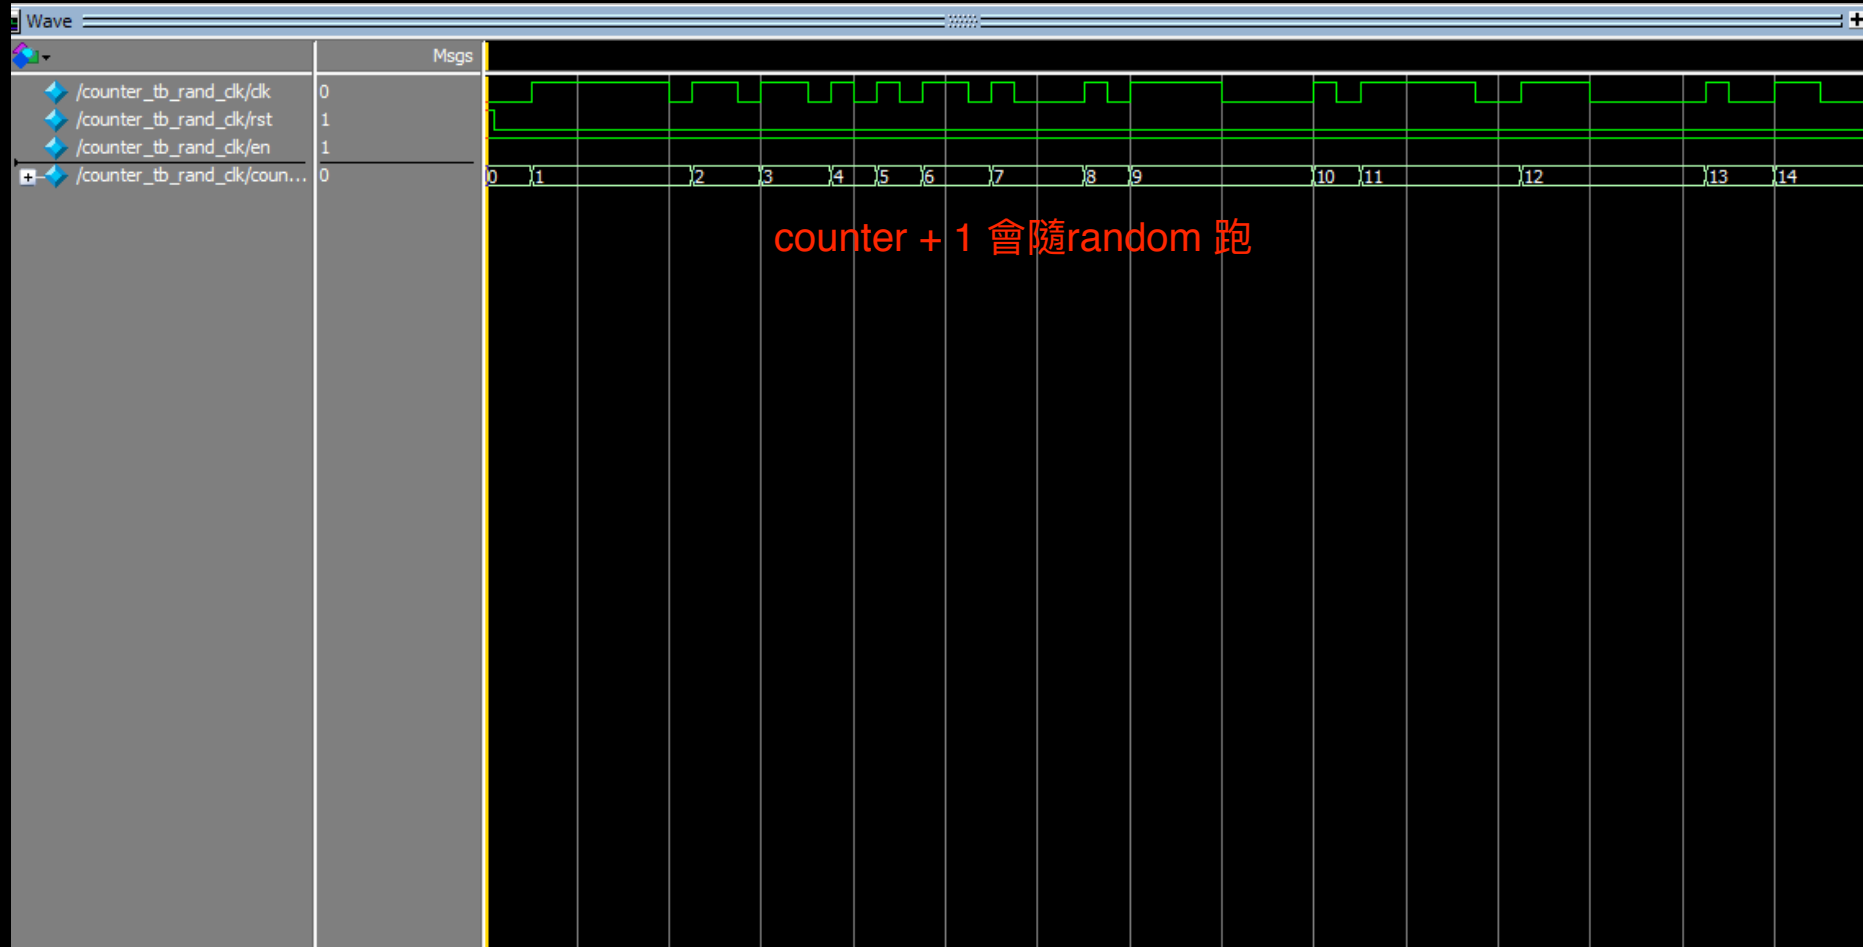 Wave
Msgs
/counter_tb_rand_clk/clk 0
/counter_tb_rand_clk/rst 1
/counter_tb_rand_clk/en 1
/counter_tb_rand_clk/coun... 0 0 1 2 3 4 5 6 7 8 9 10 11 12 13 14
counter + 1 會隨random 跑